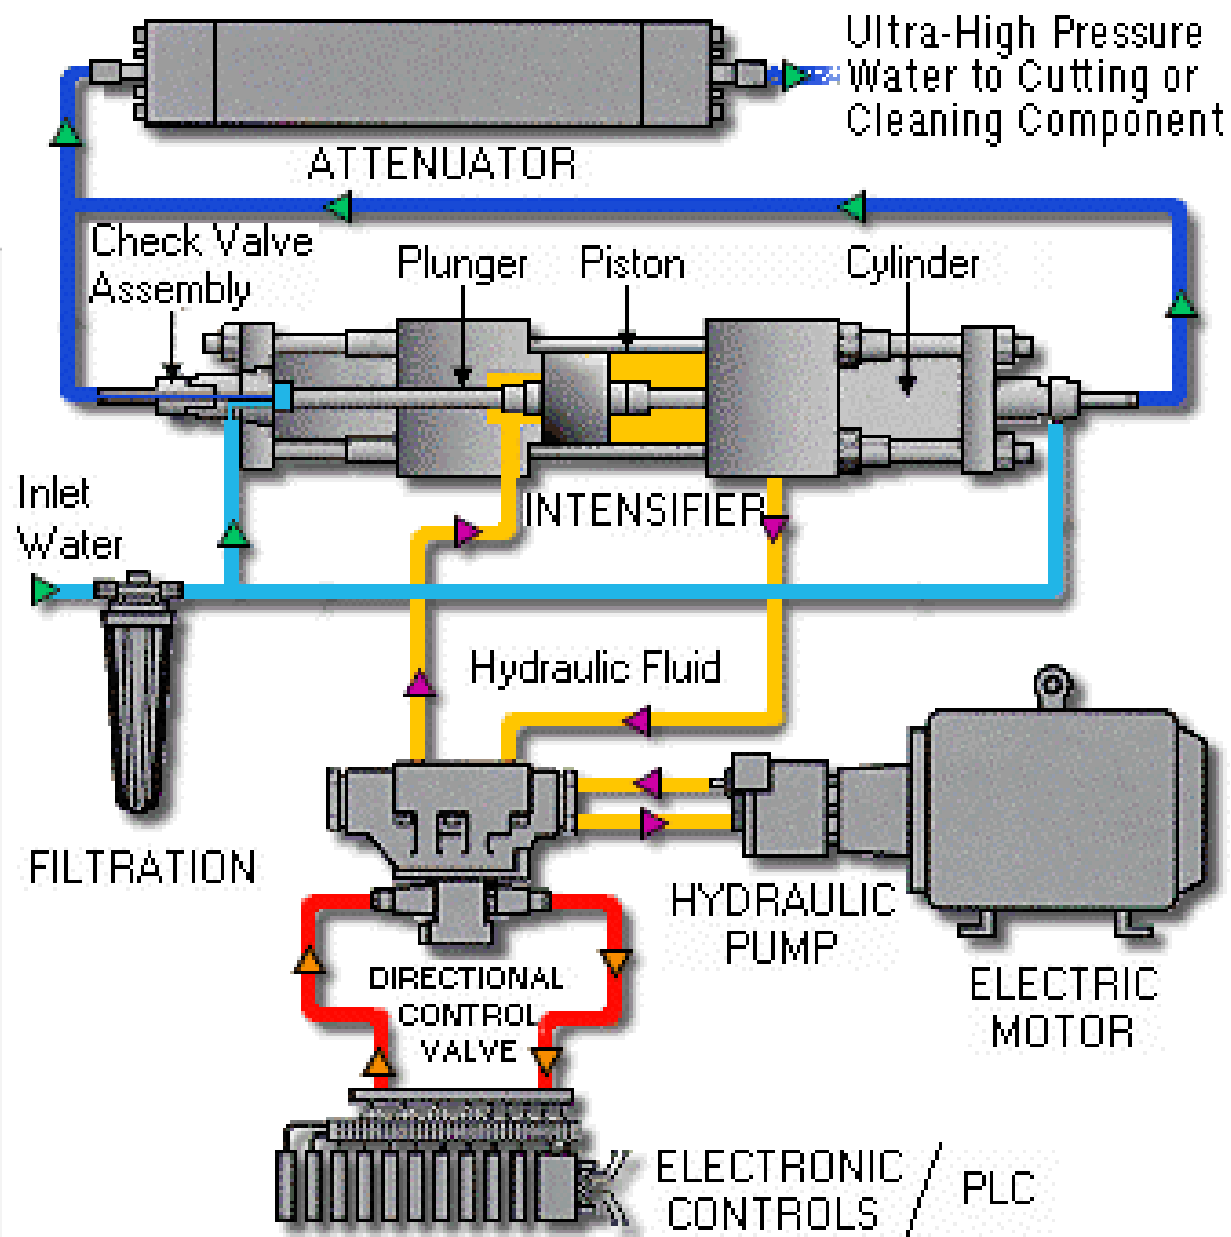 Ultra-High Pressure
Water to Cutting or
Cleaning Component
ATTENUATOR
Check Valve
Assembly
Plunger
Piston
Cylinder
Inlet
Water
INTENSIFIER
Hydraulic Fluid
FILTRATION
HYDRAULIC
PUMP
ELECTRIC
MOTOR
DIRECTIONAL
CONTROL
VALVE
ELECTRONIC
CONTROLS / PLC